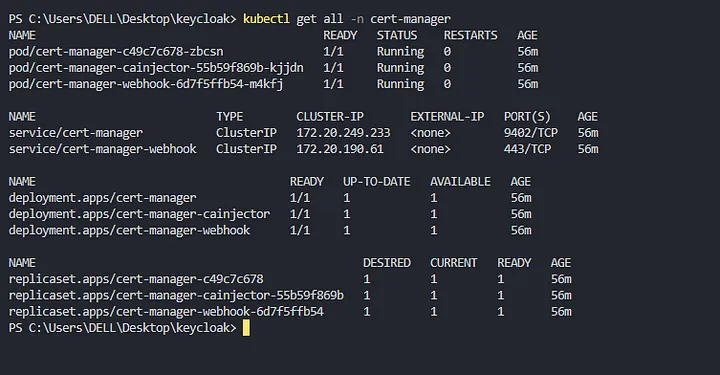 PS C:\Users\DELL\Desktop\keycloak> kubectl get all -n cert-manager
NAME                                          READY   STATUS    RESTARTS   AGE
pod/cert-manager-c49c7c678-zbcsn              1/1     Running   0          56m
pod/cert-manager-cainjector-55b59f869b-kjjdn  1/1     Running   0          56m
pod/cert-manager-webhook-6d7f5ffb54-m4kfj     1/1     Running   0          56m

NAME                           TYPE        CLUSTER-IP       EXTERNAL-IP   PORT(S)    AGE
service/cert-manager           ClusterIP   172.20.249.233   <none>        9402/TCP   56m
service/cert-manager-webhook   ClusterIP   172.20.190.61    <none>        443/TCP    56m

NAME                                      READY   UP-TO-DATE   AVAILABLE   AGE
deployment.apps/cert-manager              1/1     1            1           56m
deployment.apps/cert-manager-cainjector   1/1     1            1           56m
deployment.apps/cert-manager-webhook      1/1     1            1           56m

NAME                                                 DESIRED   CURRENT   READY   AGE
replicaset.apps/cert-manager-c49c7c678               1         1         1       56m
replicaset.apps/cert-manager-cainjector-55b59f869b   1         1         1       56m
replicaset.apps/cert-manager-webhook-6d7f5ffb54      1         1         1       56m
PS C:\Users\DELL\Desktop\keycloak>